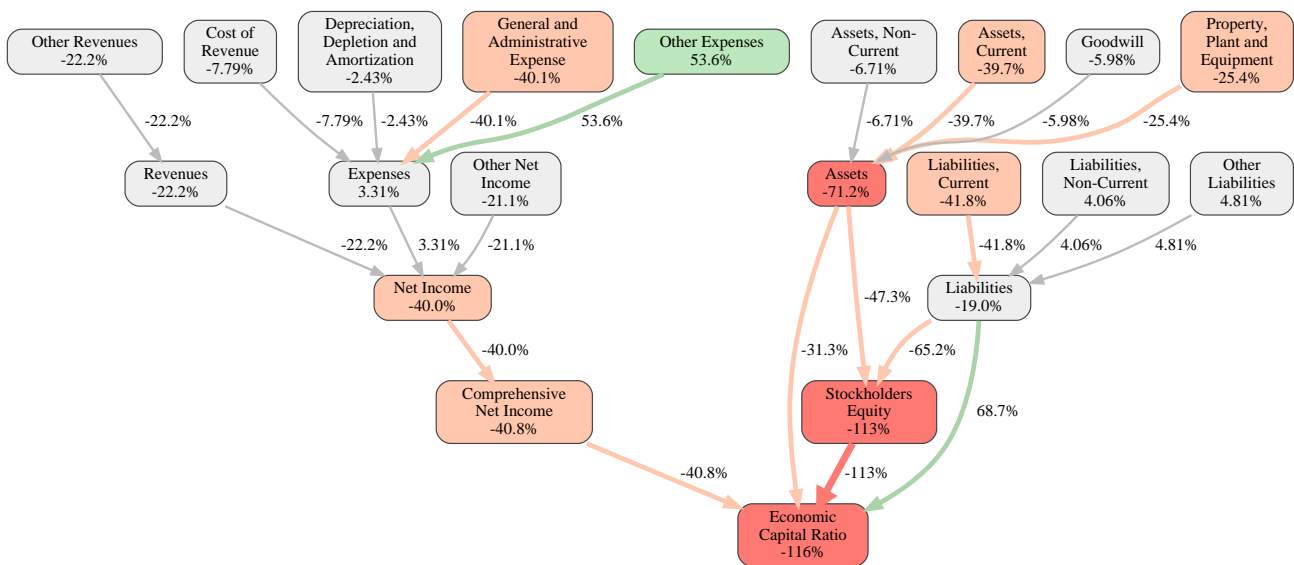 Other Revenues
-22.2%
Cost of
Revenue
-7.79%
Depreciation,
Depletion and
Amortization
-2.43%
General and
Administrative
Expense
-40.1%
Other Expenses
53.6%
Assets, Non-
Current
-6.71%
Assets,
Current
-39.7%
Goodwill
-5.98%
Property,
Plant and
Equipment
-25.4%
-22.2%
-7.79%
-2.43%
-40.1%
53.6%
-6.71%
-39.7%
-5.98%
-25.4%
Revenues
-22.2%
Expenses
3.31%
Other Net
Income
-21.1%
Assets
-71.2%
Liabilities,
Current
-41.8%
Liabilities,
Non-Current
4.06%
Other
Liabilities
4.81%
-22.2%
3.31%
-21.1%
-41.8%
4.06%
4.81%
Net Income
-40.0%
-47.3%
Liabilities
-19.0%
-40.0%
-31.3%
-65.2%
Comprehensive
Net Income
-40.8%
Stockholders
Equity
-113%
68.7%
-40.8%
-113%
Economic
Capital Ratio
-116%